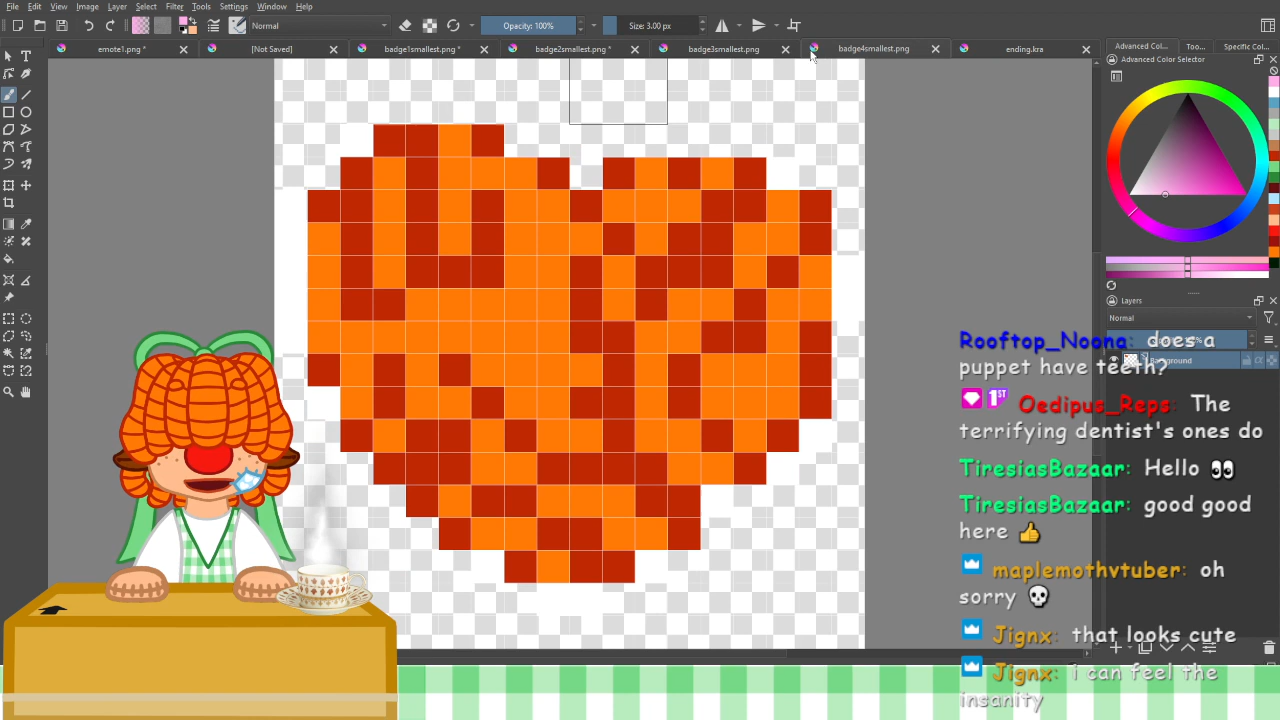 File Edit View Image Layer Select Filter Tools Settings Window Help
Normal Opacity: 100% Size: 3.00 px
emote1.png * [Not Saved] badge1smallest.png * badge2smallest.png * badge3smallest.png badge4smallest.png ending.kra
Advanced Col... Too... Specific Col...
Advanced Color Selector
Layers
Normal
Background
Rooftop_Noona: does a
puppet have teeth?
1ST Oedipus_Reps: The
terrifying dentist's ones do
TiresiasBazaar: Hello 👀
TiresiasBazaar: good good
here 👍
maplemothvtuber: oh
sorry 💀
Jignx: that looks cute
Jignx: i can feel the
insanity